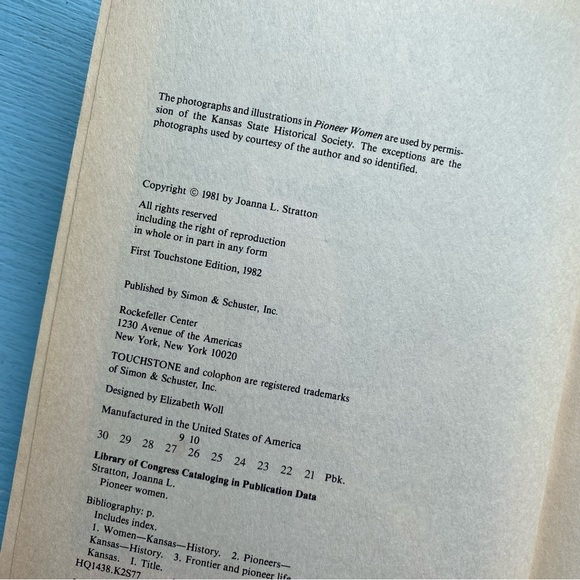 The photographs and illustrations in Pioneer Women are used by permis-
sion of the Kansas State Historical Society. The exceptions are the
photographs used by courtesy of the author and so identified.
Copyright © 1981 by Joanna L. Stratton
All rights reserved
including the right of reproduction
in whole or in part in any form
First Touchstone Edition, 1982
Published by Simon & Schuster, Inc.
Rockefeller Center
1230 Avenue of the Americas
New York, New York 10020
TOUCHSTONE and colophon are registered trademarks
of Simon & Schuster, Inc.
Designed by Elizabeth Woll
Manufactured in the United States of America
9 10
30 29 28 27 26 25 24 23 22 21 Pbk.
Library of Congress Cataloging in Publication Data
Stratton, Joanna L.
Pioneer women.
Bibliography: p.
Includes index.
1. Women—Kansas—History. 2. Pioneers—
Kansas—History. 3. Frontier and pioneer life
Kansas. I. Title.
HQ1438.K2S77